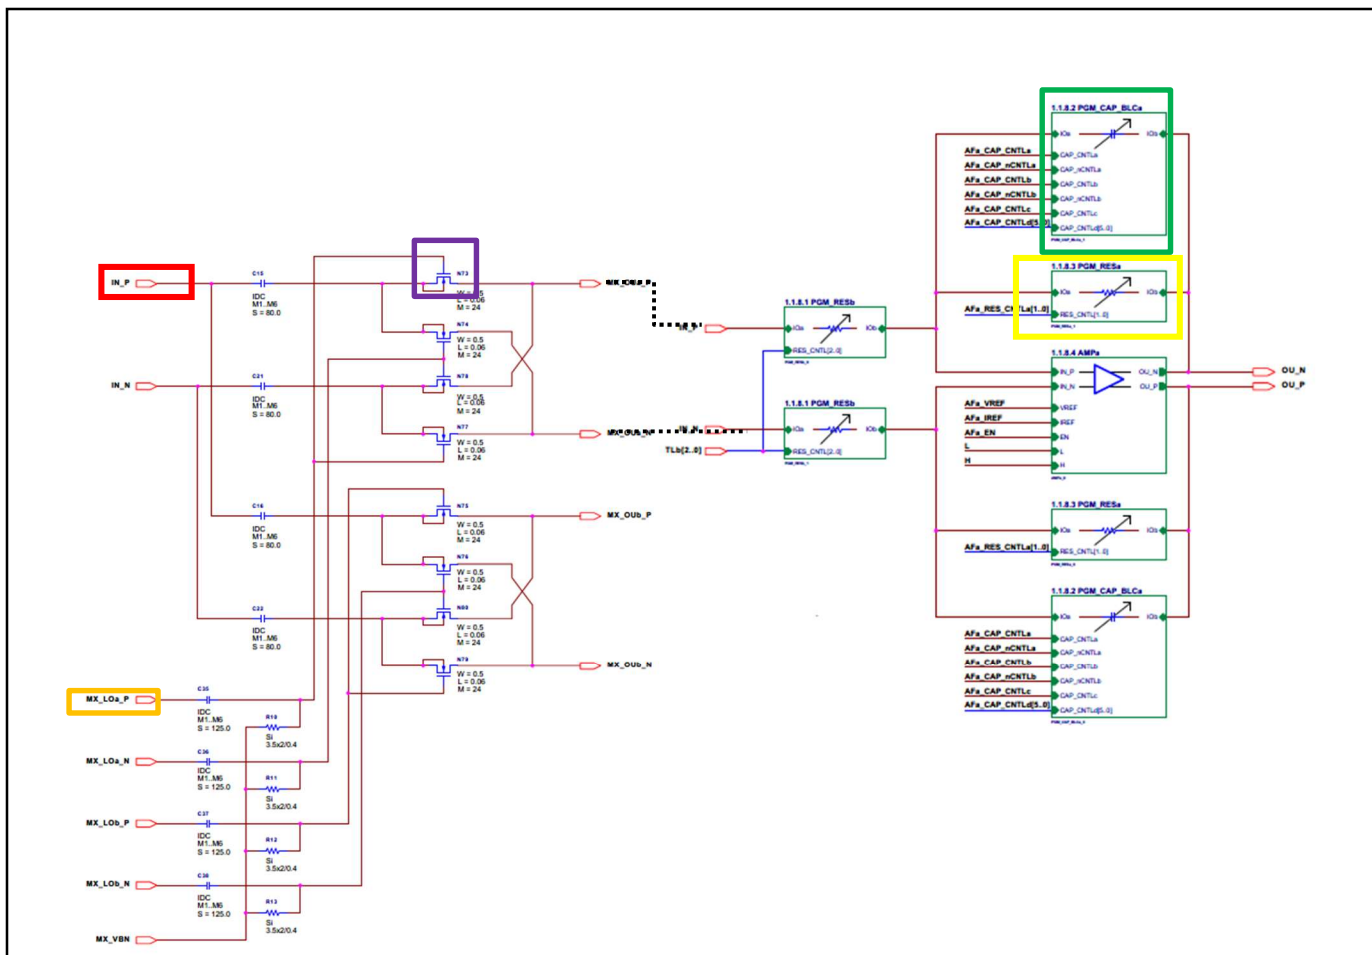 IN_P
C15
IDC
M1..M6
S = 80.0
N73
W = 0.5
L = 0.06
M = 24
N74
W = 0.5
L = 0.06
M = 24
IN_N
C21
IDC
M1..M6
S = 80.0
N78
W = 0.5
L = 0.06
M = 24
N77
W = 0.5
L = 0.06
M = 24
C16
IDC
M1..M6
S = 80.0
N75
W = 0.5
L = 0.06
M = 24
MX_OUb_P
N76
W = 0.5
L = 0.06
M = 24
C22
IDC
M1..M6
S = 80.0
W = 0.5
L = 0.06
M = 24
N79
W = 0.5
L = 0.06
M = 24
MX_OUb_N
MX_LOa_P
C35
IDC
M1..M6
S = 125.0
R10
Si
3.5x2/0.4
MX_LOa_N
C36
IDC
M1..M6
S = 125.0
R11
Si
3.5x2/0.4
MX_LOb_P
C37
IDC
M1..M6
S = 125.0
R12
Si
3.5x2/0.4
MX_LOb_N
C38
IDC
M1..M6
S = 125.0
R13
Si
3.5x2/0.4
MX_VBN
MX_OUa_P
MX_OUa_N
IN_P
IN_N
TLb[2..0]
1.1.8.1 PGM_RESb
IOa
IOb
RES_CNTL[2..0]
1.1.8.1 PGM_RESb
IOa
IOb
RES_CNTL[2..0]
1.1.8.2 PGM_CAP_BLCa
IOa
IOb
AFa_CAP_CNTLa
CAP_CNTLa
AFa_CAP_nCNTLa
CAP_nCNTLa
AFa_CAP_CNTLb
CAP_CNTLb
AFa_CAP_nCNTLb
CAP_nCNTLb
AFa_CAP_CNTLc
CAP_CNTLc
AFa_CAP_CNTLd[5..0]
CAP_CNTLd[5..0]
1.1.8.3 PGM_RESa
IOa
IOb
AFa_RES_CNTLa[1..0]
RES_CNTL[1..0]
1.1.8.4 AMPa
IN_P
OU_N
IN_N
OU_P
AFa_VREF
VREF
AFa_IREF
IREF
AFa_EN
EN
L
L
H
H
OU_N
OU_P
1.1.8.3 PGM_RESa
IOa
IOb
AFa_RES_CNTLa[1..0]
RES_CNTL[1..0]
1.1.8.2 PGM_CAP_BLCa
IOa
IOb
AFa_CAP_CNTLa
CAP_CNTLa
AFa_CAP_nCNTLa
CAP_nCNTLa
AFa_CAP_CNTLb
CAP_CNTLb
AFa_CAP_nCNTLb
CAP_nCNTLb
AFa_CAP_CNTLc
CAP_CNTLc
AFa_CAP_CNTLd[5..0]
CAP_CNTLd[5..0]